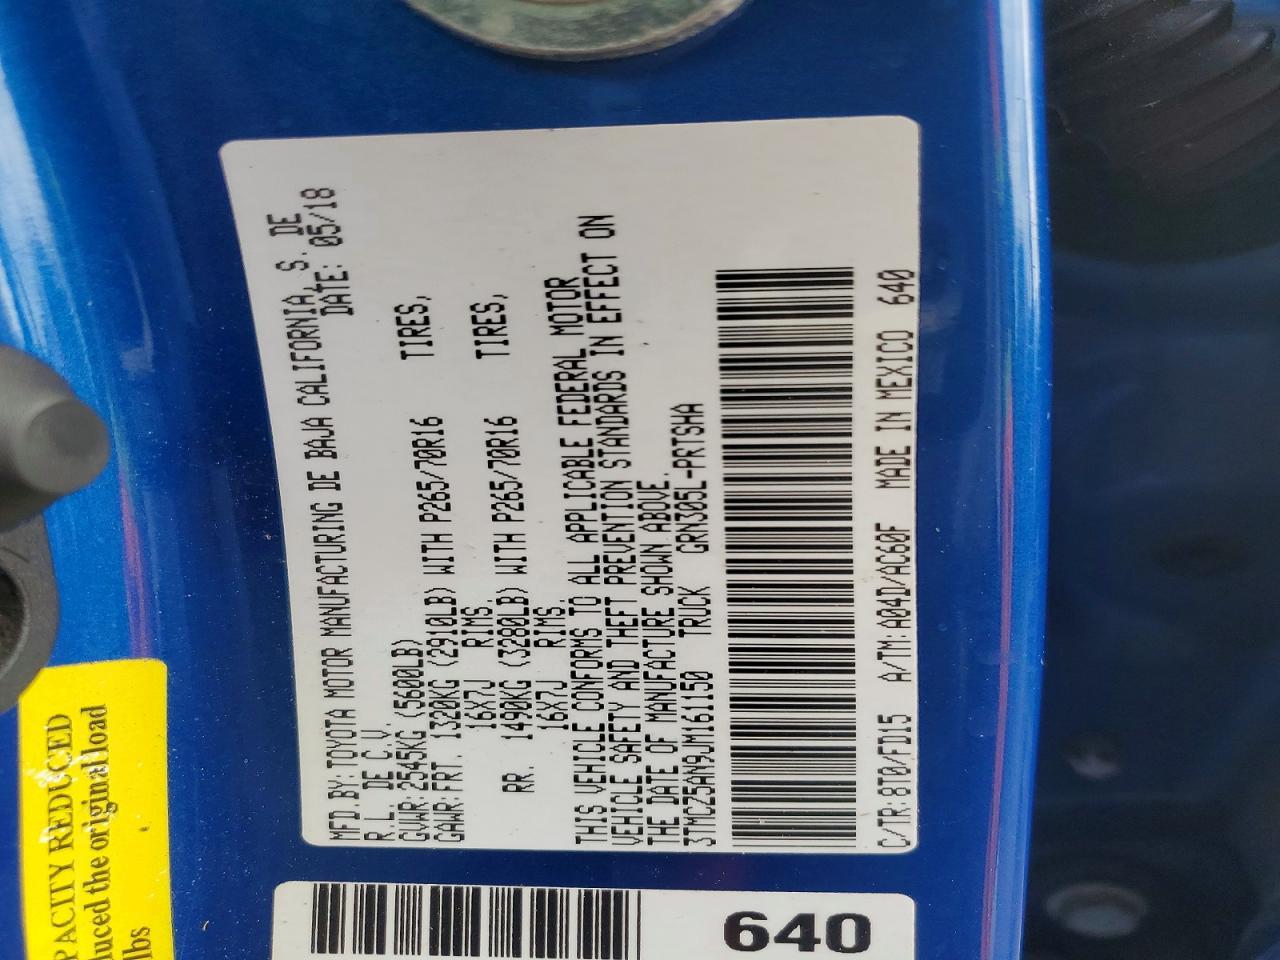 MFD.BY: TOYOTA MOTOR MANUFACTURING DE BAJA CALIFORNIA, S. DE
R.L. DE C.V. DATE: 05/18
GVWR:2545KG (5600LB)
GAWR:FRT. 1320KG (2910LB) WITH P265/70R16 TIRES,
16X7J RIMS.
RR. 1490KG (3280LB) WITH P265/70R16 TIRES,
16X7J RIMS.
THIS VEHICLE CONFORMS TO ALL APPLICABLE FEDERAL MOTOR
VEHICLE SAFETY AND THEFT PREVENTION STANDARDS IN EFFECT ON
THE DATE OF MANUFACTURE SHOWN ABOVE.
3TMCZ5AN9JM161150 TRUCK GRN305L-PRTSHA
C/TR:8T0/FD15 A/TM:A04D/AC60F MADE IN MEXICO 640
640
PACITY REDUCED
duced the original load
lbs